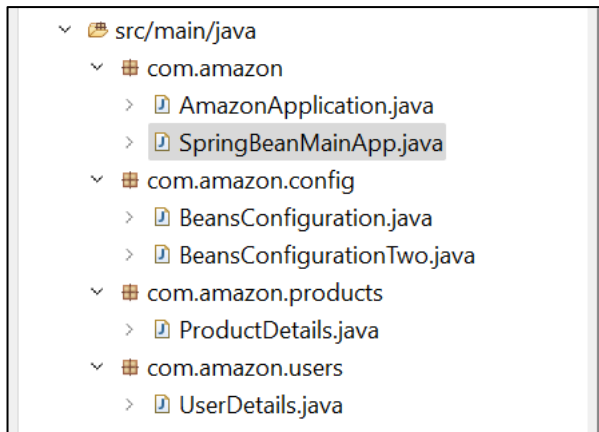 src/main/java
com.amazon
AmazonApplication.java
SpringBeanMainApp.java
com.amazon.config
BeansConfiguration.java
BeansConfigurationTwo.java
com.amazon.products
ProductDetails.java
com.amazon.users
UserDetails.java